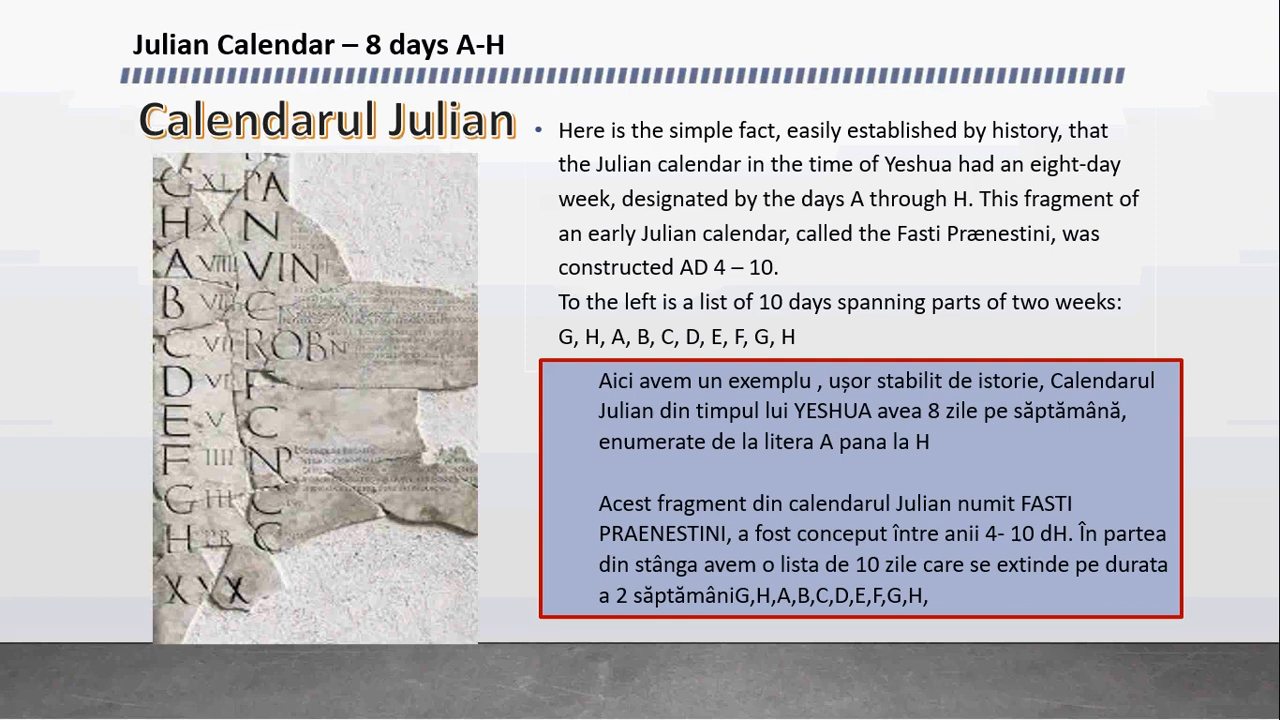 Julian Calendar – 8 days A-H
Calendarul Julian
G XI PA
H X N
A VIIII VIN
B VIII C
C VII ROBN
D VI F
E V C
F IIII NP
G III C
H PR C
XVX
• Here is the simple fact, easily established by history, that
the Julian calendar in the time of Yeshua had an eight-day
week, designated by the days A through H. This fragment of
an early Julian calendar, called the Fasti Prænestini, was
constructed AD 4 – 10.
To the left is a list of 10 days spanning parts of two weeks:
G, H, A, B, C, D, E, F, G, H
Aici avem un exemplu , ușor stabilit de istorie, Calendarul
Julian din timpul lui YESHUA avea 8 zile pe săptămână,
enumerate de la litera A pana la H
Acest fragment din calendarul Julian numit FASTI
PRAENESTINI, a fost conceput între anii 4- 10 dH. În partea
din stânga avem o lista de 10 zile care se extinde pe durata
a 2 săptămâniG,H,A,B,C,D,E,F,G,H,